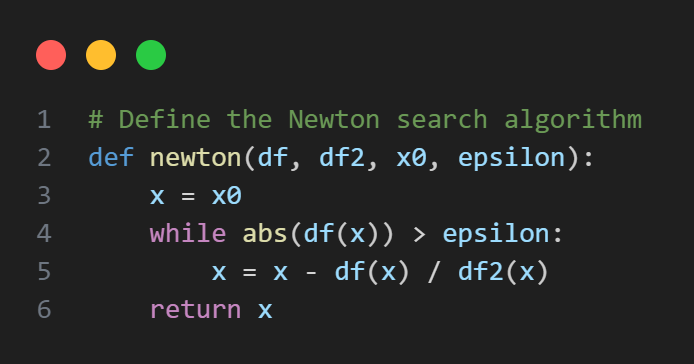 1 # Define the Newton search algorithm
2 def newton(df, df2, x0, epsilon):
3     x = x0
4     while abs(df(x)) > epsilon:
5         x = x - df(x) / df2(x)
6     return x